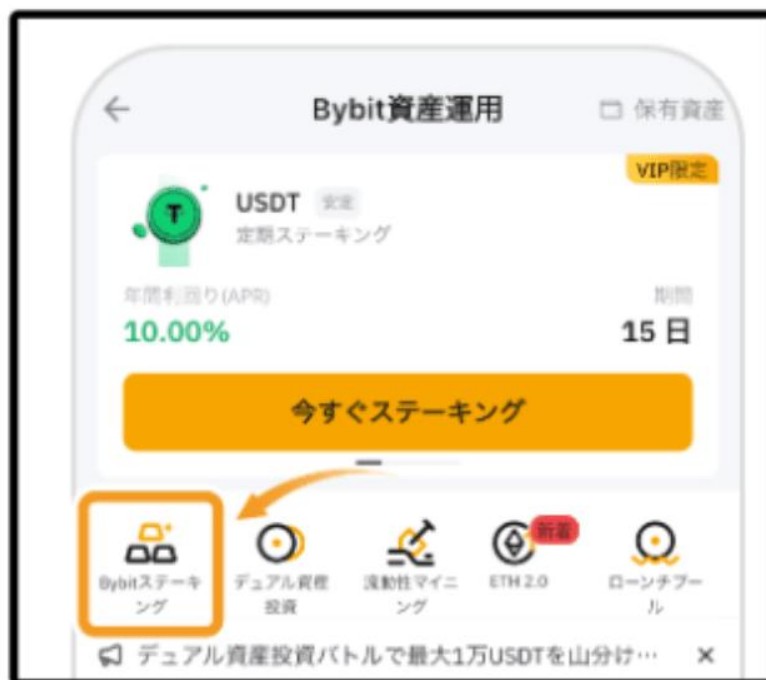 Bybit資産運用
保有資産
VIP限定
USDT 安定
定期ステーキング
年間利回り(APR)
期間
10.00%
15 日
今すぐステーキング
新着
Bybitステーキ
ング
デュアル資産
投資
流動性マイニ
ング
ETH 2.0
ローンチプー
ル
デュアル資産投資バトルで最大1万USDTを山分け…